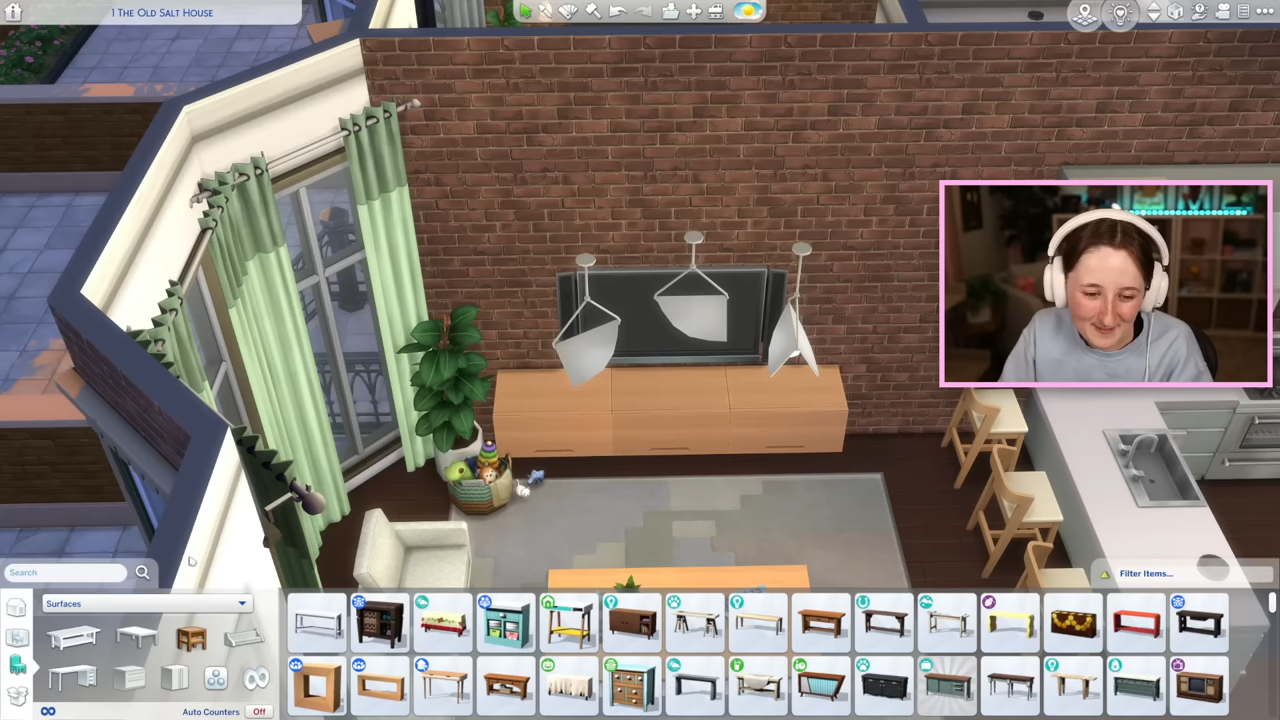 1 The Old Salt House
Search
Filter Items...
Surfaces
Auto Counters Off